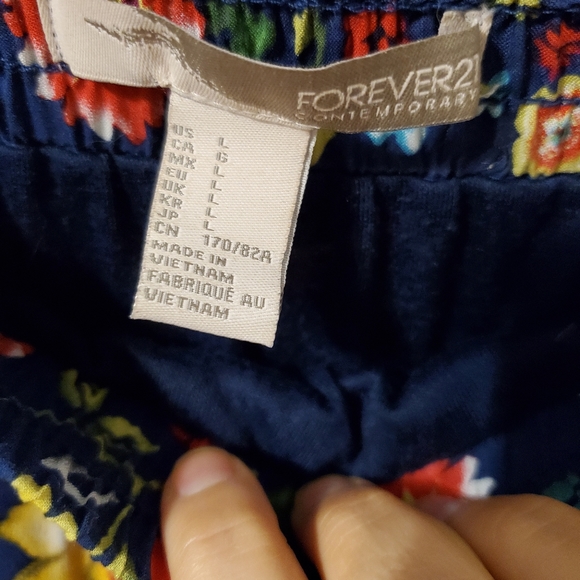 FOREVER21
CONTEMPORARY
US L
CA G
MX L
EU L
UK L
KR L
JP L
CN 170/82A
MADE IN
VIETNAM
FABRIQUÉ AU
VIETNAM